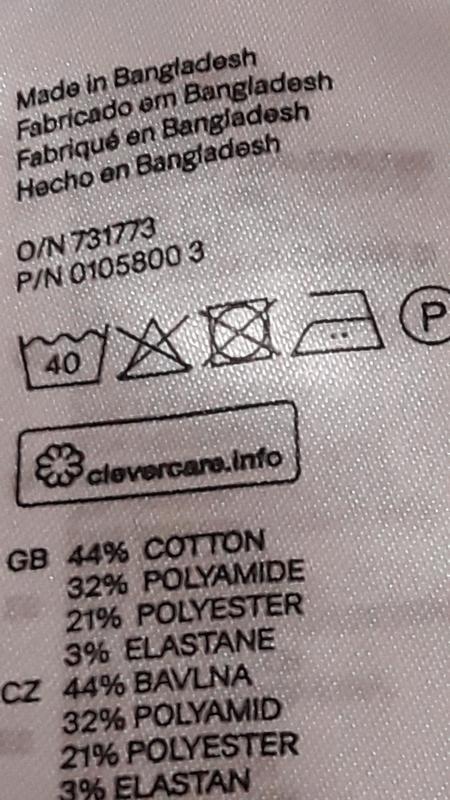 Made in Bangladesh
Fabricado em Bangladesh
Fabriqué en Bangladesh
Hecho en Bangladesh
O/N 731773
P/N 0105800 3
40
P
clevercare.info
GB 44% COTTON
32% POLYAMIDE
21% POLYESTER
3% ELASTANE
CZ 44% BAVLNA
32% POLYAMID
21% POLYESTER
3% ELASTAN